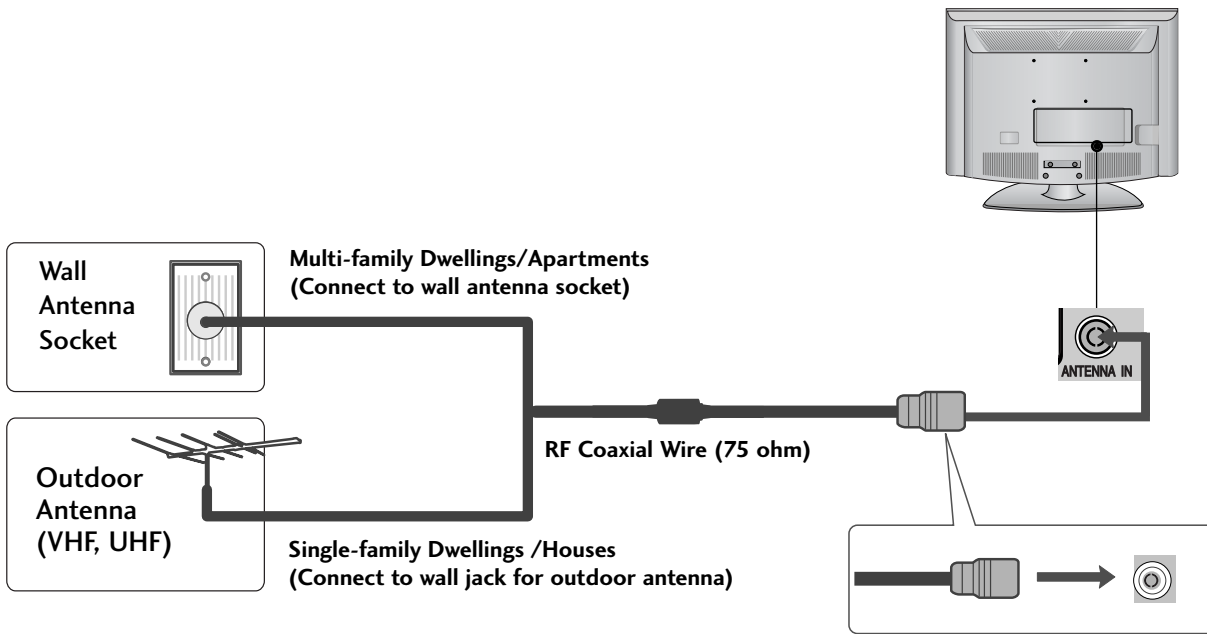 Wall
Antenna
Socket
Multi-family Dwellings/Apartments
(Connect to wall antenna socket)
ANTENNA IN
RF Coaxial Wire (75 ohm)
Outdoor
Antenna
(VHF, UHF)
Single-family Dwellings /Houses
(Connect to wall jack for outdoor antenna)